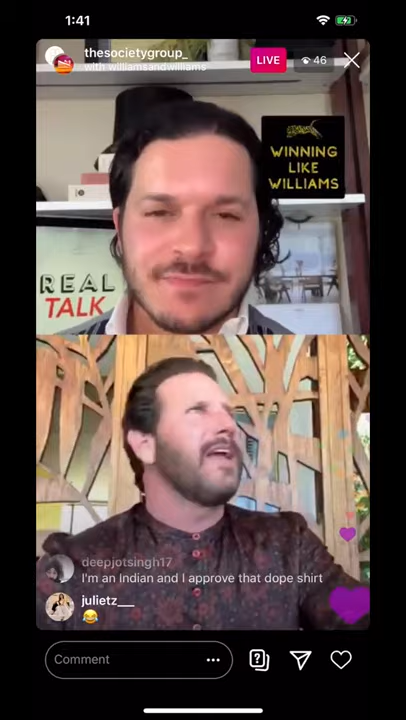 1:41
thesocietygroup_
with williamsandwilliams
LIVE
46
WINNING
LIKE
WILLIAMS
REAL
TALK
deepjotsingh17
I'm an Indian and I approve that dope shirt
julietz___
😂
Comment